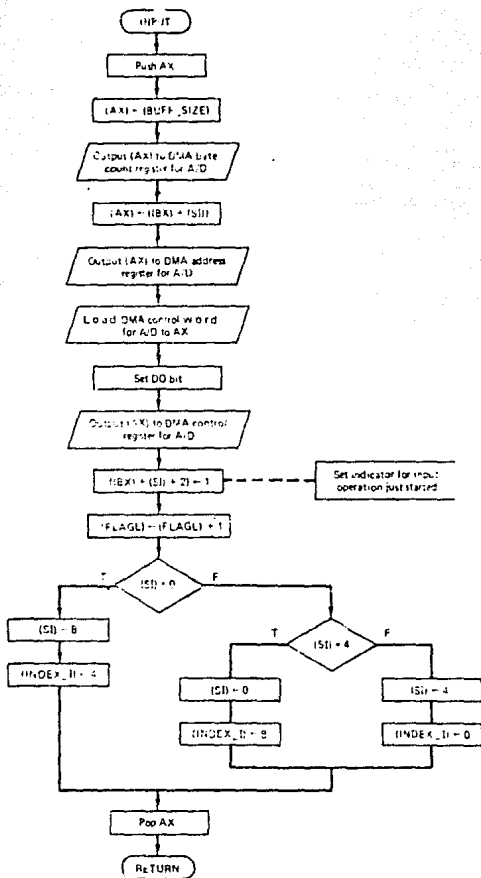 INPUT
Push AX
(AX) ← (BUFF_SIZE)
Output (AX) to DMA byte
count register for A/D
(AX) ← ((BX) + (SI))
Output (AX) to DMA address
register for A/D
Load DMA control word
for A/D to AX
Set DO bit
Output (AX) to DMA control
register for A/D
((BX) + (SI) + 2) ← 1
Set indicator for input
operation just started
(FLAGL) ← (FLAGL) + 1
(SI) = 0
T
F
(SI) ← 8
(INDEX_I) ← 4
(SI) = 4
T
F
(SI) ← 0
(SI) ← 4
(INDEX_I) ← 8
(INDEX_I) ← 0
Pop AX
RETURN